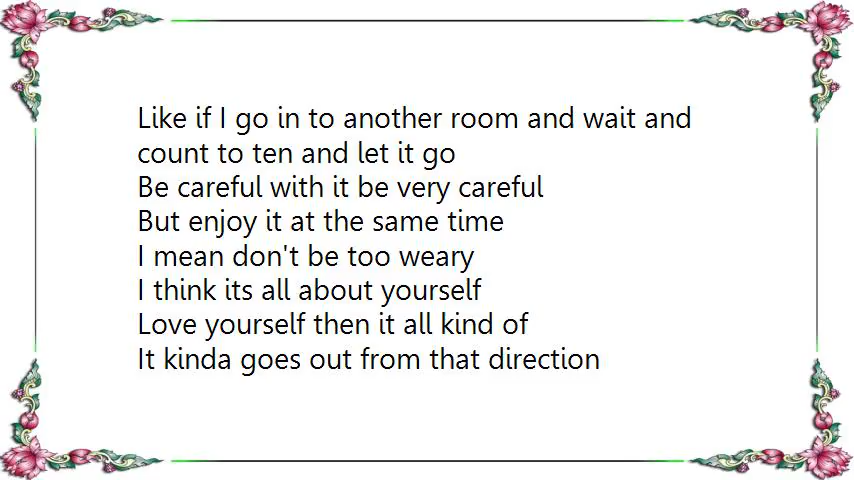 Like if I go in to another room and wait and
count to ten and let it go
Be careful with it be very careful
But enjoy it at the same time
I mean don't be too weary
I think its all about yourself
Love yourself then it all kind of
It kinda goes out from that direction